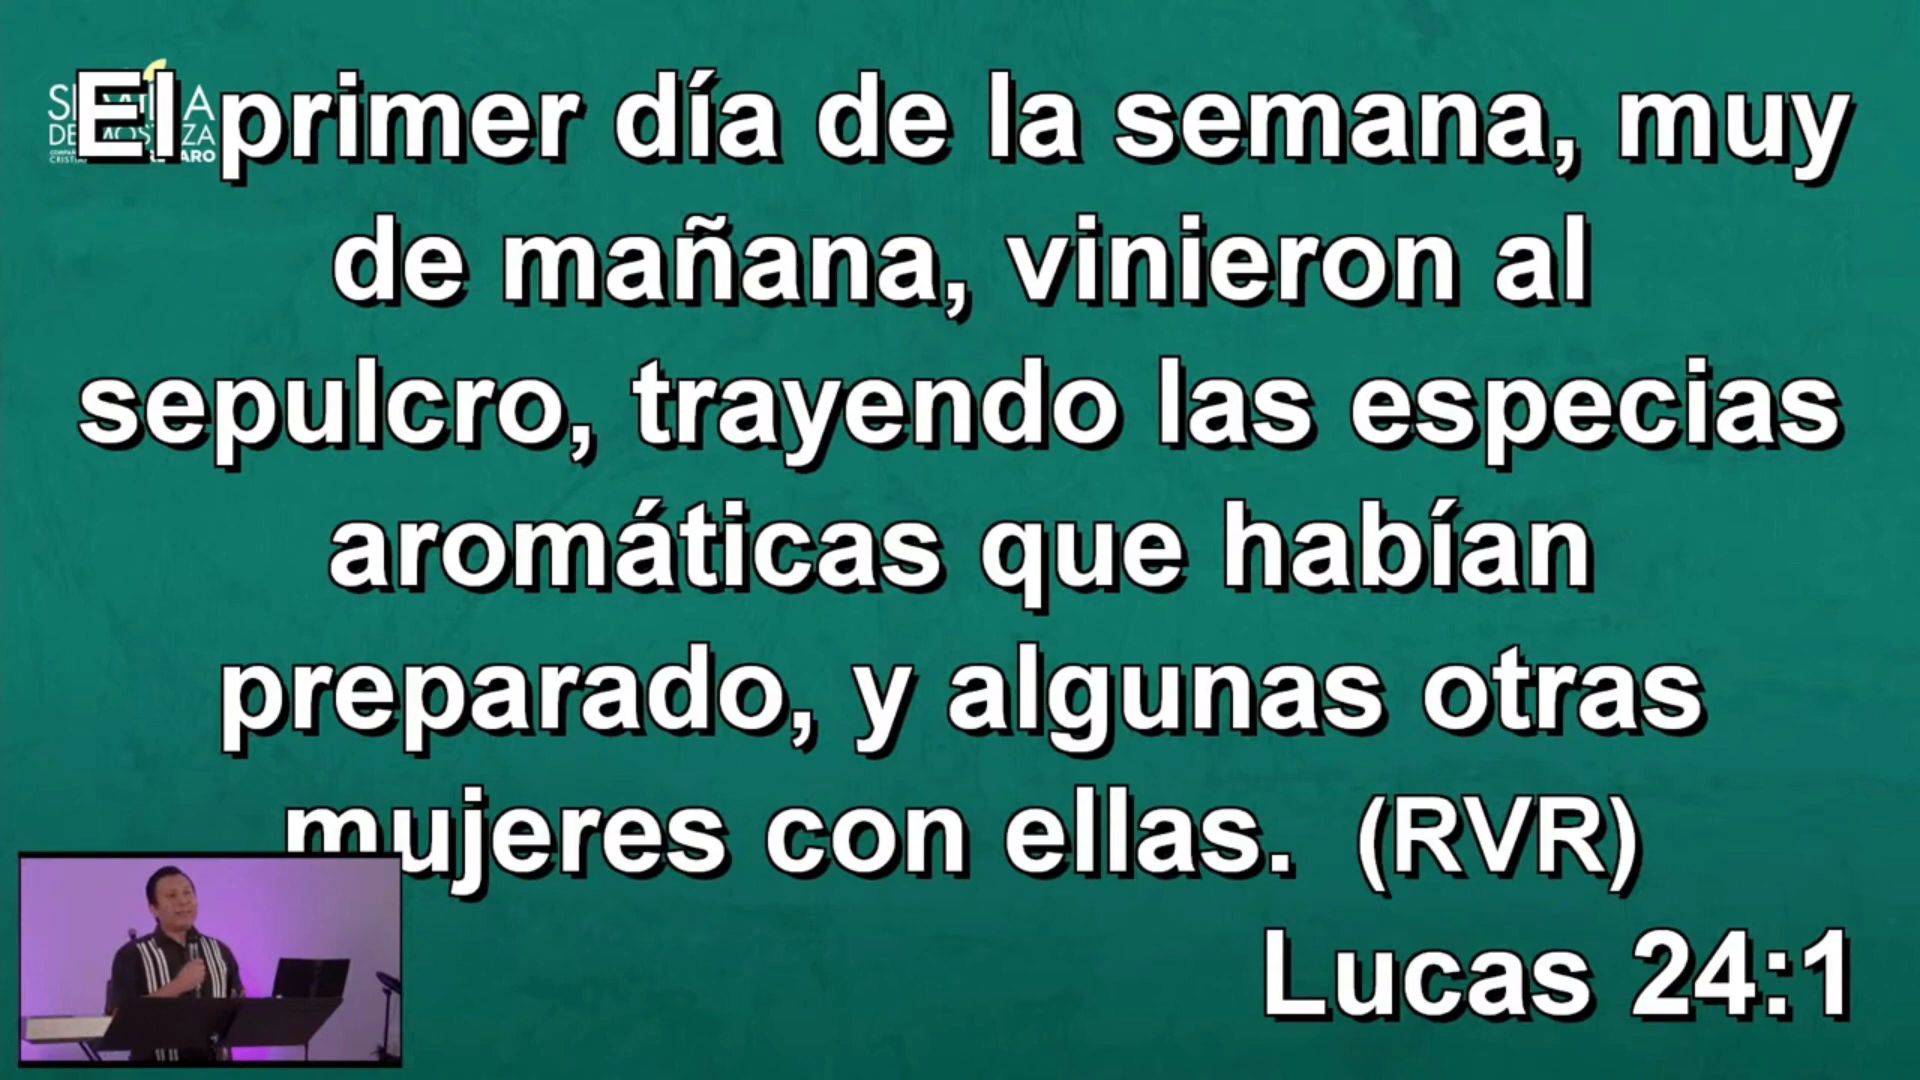 El primer día de la semana, muy
de mañana, vinieron al
sepulcro, trayendo las especias
aromáticas que habían
preparado, y algunas otras
mujeres con ellas. (RVR)
Lucas 24:1